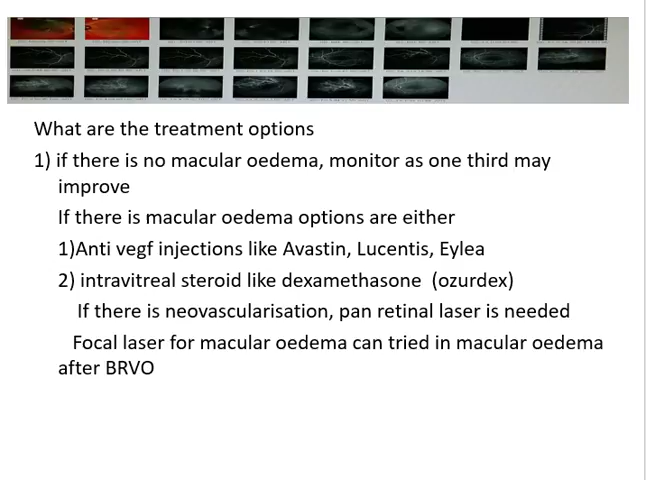 What are the treatment options
1) if there is no macular oedema, monitor as one third may
improve
If there is macular oedema options are either
1)Anti vegf injections like Avastin, Lucentis, Eylea
2) intravitreal steroid like dexamethasone (ozurdex)
If there is neovascularisation, pan retinal laser is needed
Focal laser for macular oedema can tried in macular oedema
after BRVO